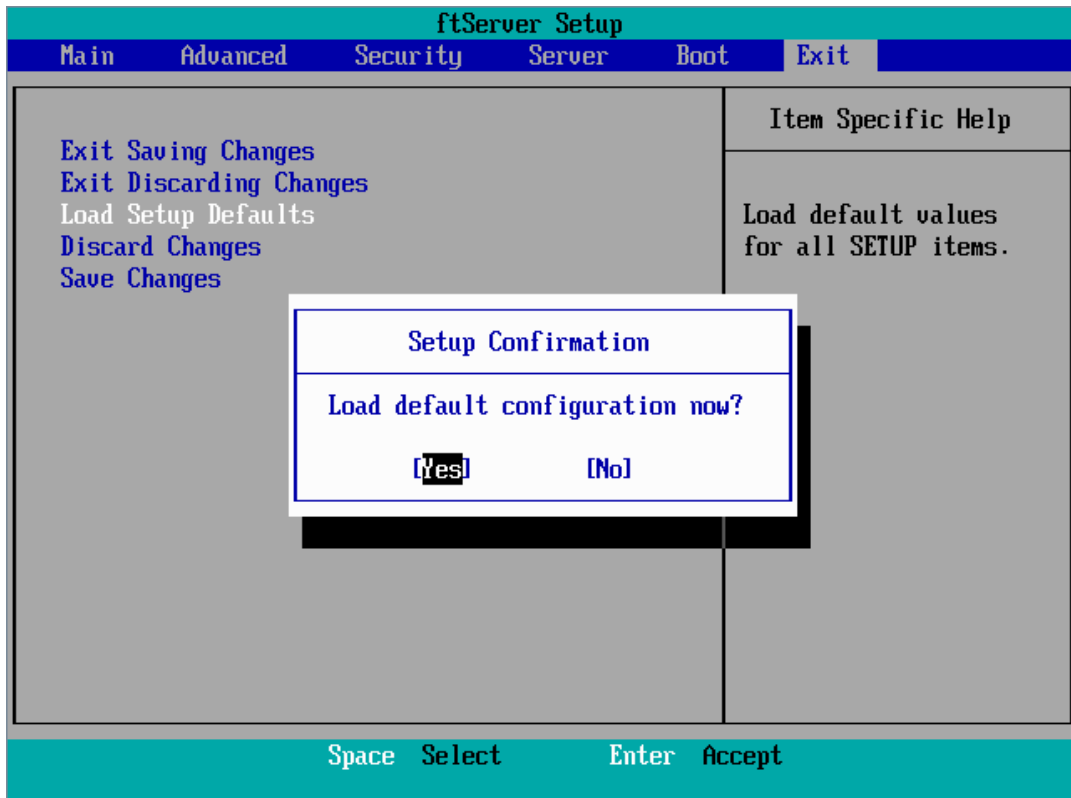 ftServer Setup
Main Advanced Security Server Boot Exit
Item Specific Help
Exit Saving Changes
Exit Discarding Changes
Load Setup Defaults
Discard Changes
Save Changes
Load default values
for all SETUP items.
Setup Confirmation
Load default configuration now?
[Yes] [No]
Space Select Enter Accept